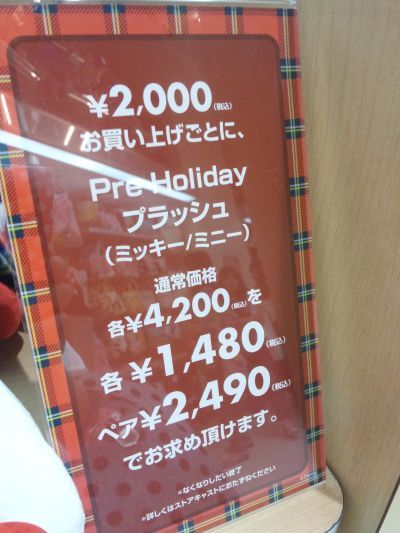 ¥2,000(税込)
お買い上げごとに、
Pre Holiday
プラッシュ
(ミッキー/ミニー)
通常価格
各¥4,200(税込)を
各¥1,480(税込)
ペア¥2,490(税込)
でお求め頂けます。
*なくなりしだい終了
*詳しくはストアキャストにおたずねください